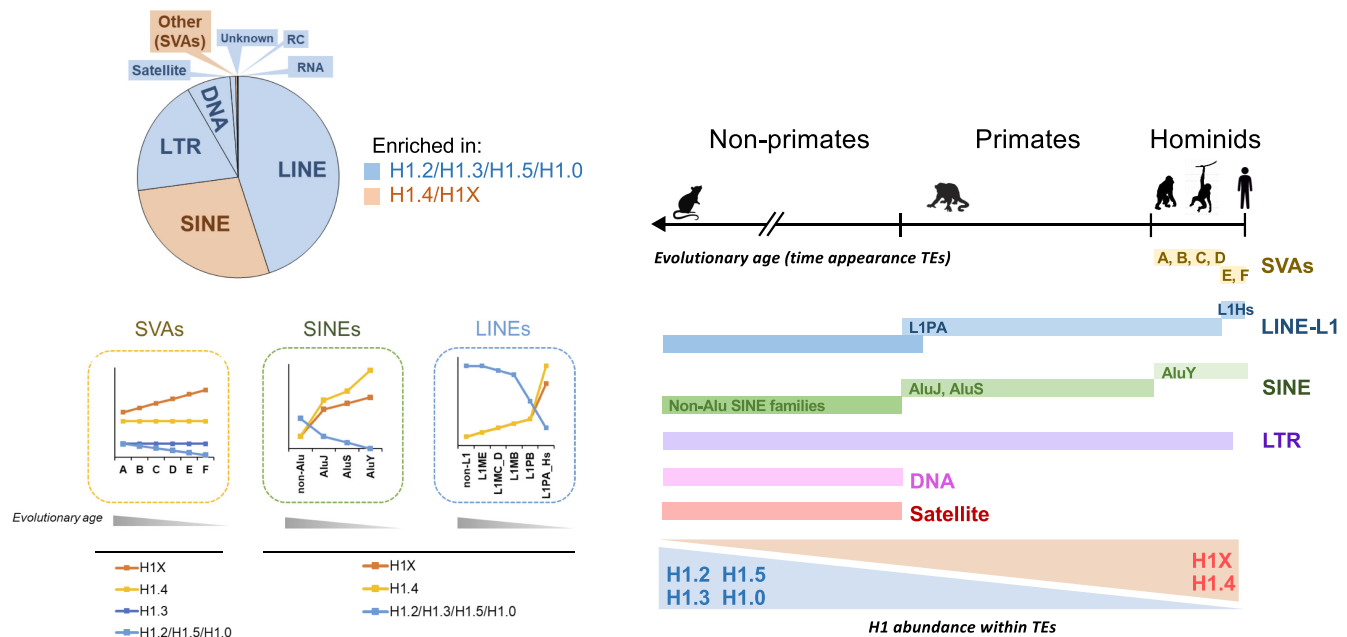 Other
(SVAs)
Unknown
RC
Satellite
RNA
DNA
LTR
LINE
SINE
Enriched in:
H1.2/H1.3/H1.5/H1.0
H1.4/H1X
SVAs
SINEs
LINEs
A B C D E F
non-Alu
AluJ
AluS
AluY
non-L1
L1ME
L1MC_D
L1MB
L1PB
L1PA_Hs
Evolutionary age
H1X
H1.4
H1.3
H1.2/H1.5/H1.0
H1X
H1.4
H1.2/H1.3/H1.5/H1.0
Non-primates
Primates
Hominids
Evolutionary age (time appearance TEs)
A, B, C, D
E, F
SVAs
L1Hs
L1PA
LINE-L1
AluY
AluJ, AluS
SINE
Non-Alu SINE families
LTR
DNA
Satellite
H1X
H1.4
H1.2 H1.5
H1.3 H1.0
H1 abundance within TEs